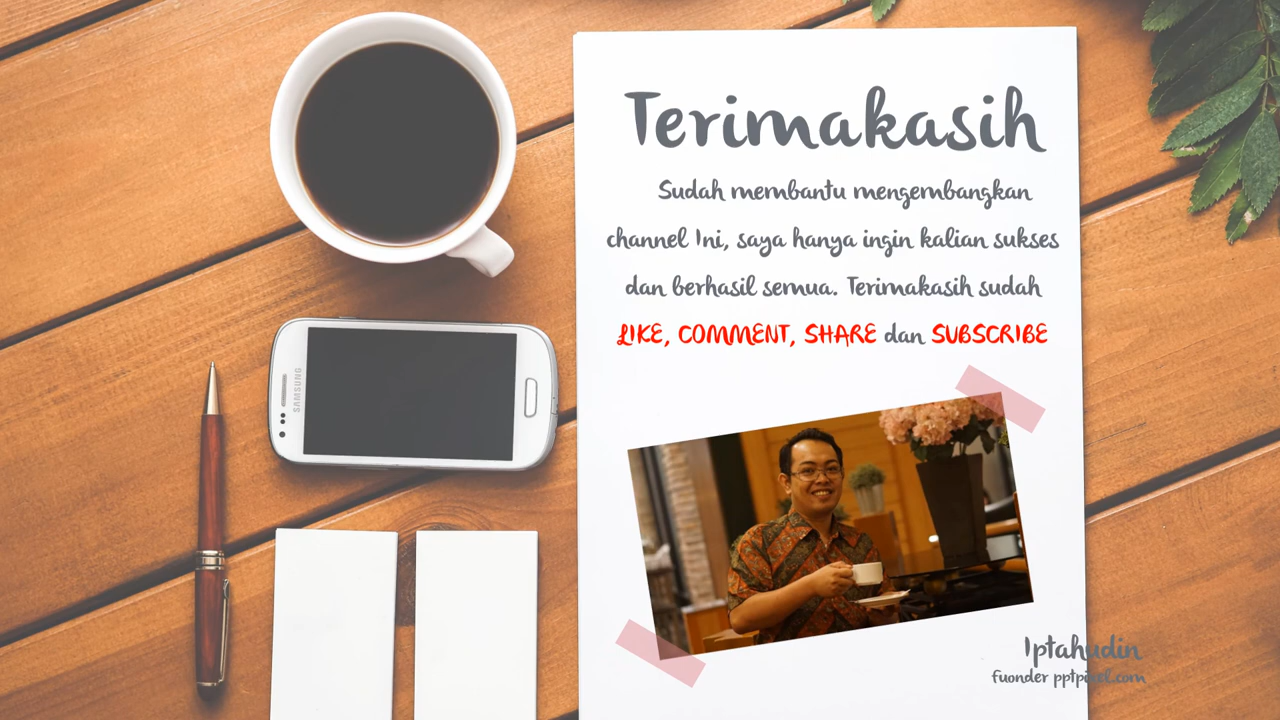 Terimakasih
Sudah membantu mengembangkan
channel Ini, saya hanya ingin kalian sukses
dan berhasil semua. Terimakasih sudah
LIKE, COMMENT, SHARE dan SUBSCRIBE
SAMSUNG
Iptahudin
fuonder pptpixel.com